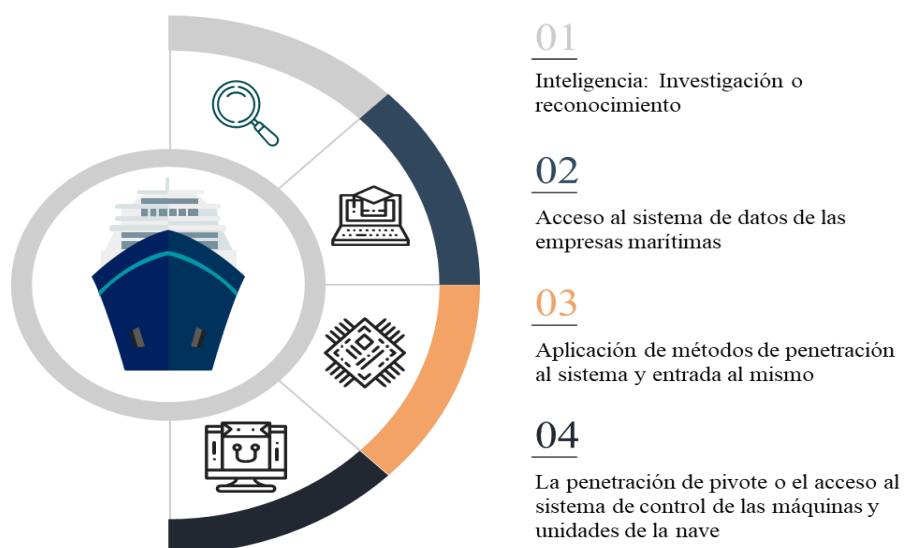 01
Inteligencia: Investigación o
reconocimiento
02
Acceso al sistema de datos de las
empresas marítimas
03
Aplicación de métodos de penetración
al sistema y entrada al mismo
04
La penetración de pivote o el acceso al
sistema de control de las máquinas y
unidades de la nave